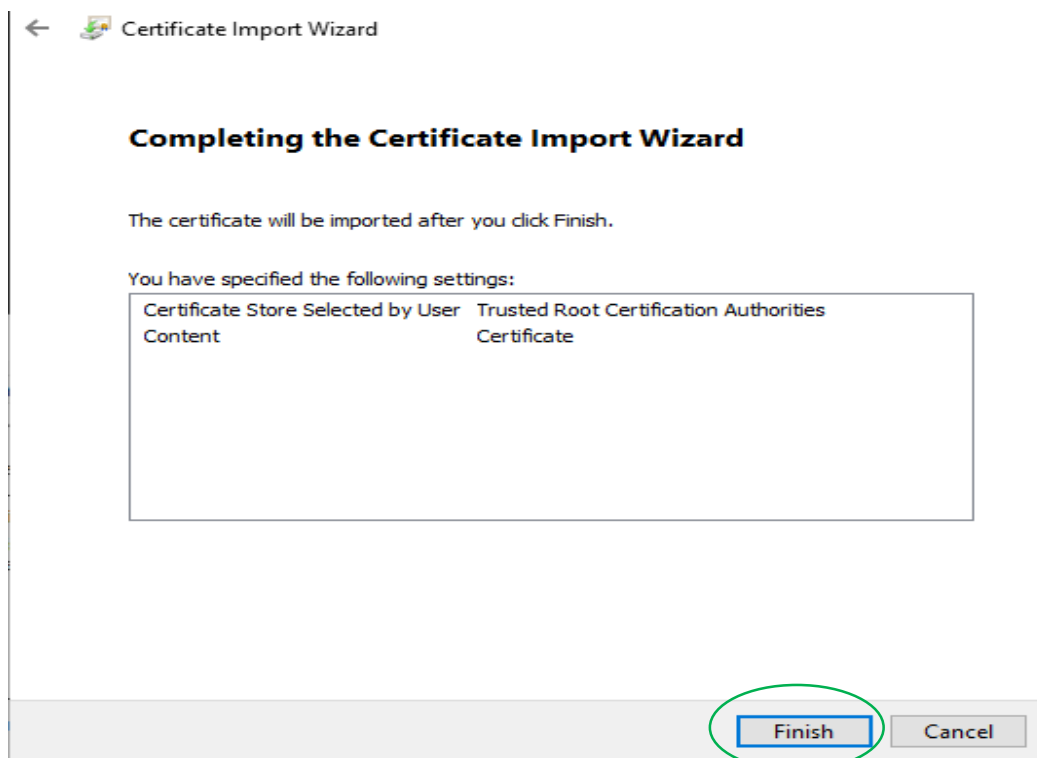 Certificate Import Wizard
Completing the Certificate Import Wizard
The certificate will be imported after you click Finish.
You have specified the following settings:
Certificate Store Selected by User Trusted Root Certification Authorities
Content Certificate
Finish Cancel